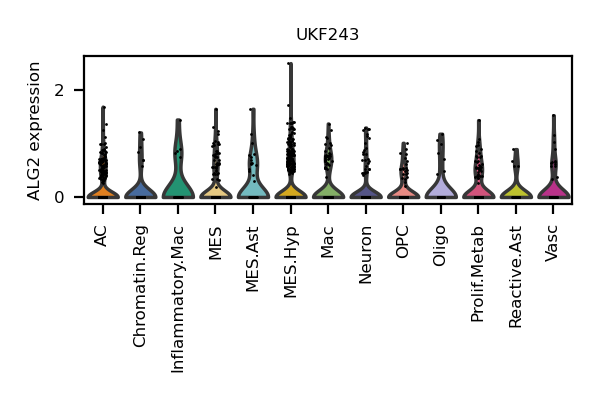 UKF243
ALG2 expression
2
0
AC
Chromatin.Reg
Inflammatory.Mac
MES
MES.Ast
MES.Hyp
Mac
Neuron
OPC
Oligo
Prolif.Metab
Reactive.Ast
Vasc